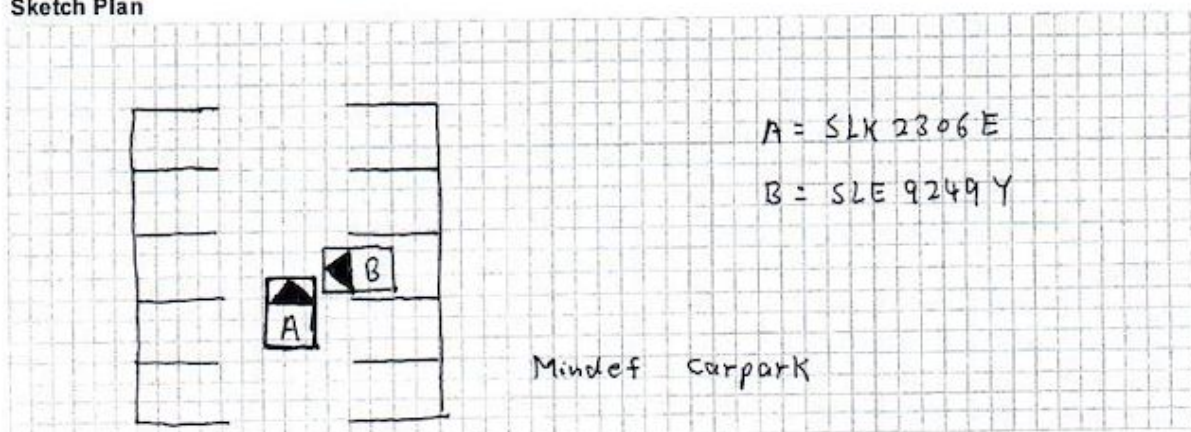 Sketch Plan
A = SLK 2306 E
B = SLE 9249 Y
B
A
Mindef carpark